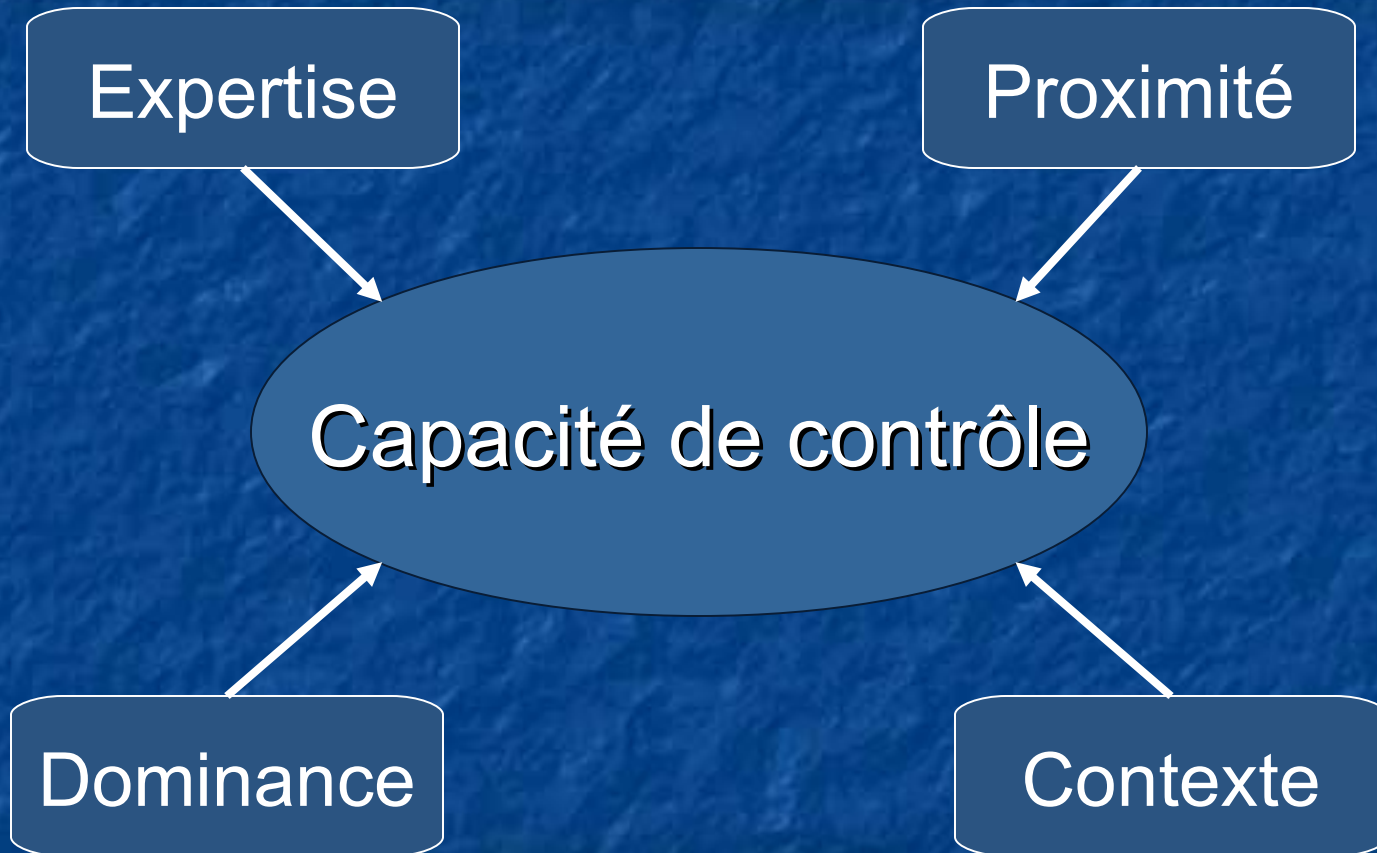 Expertise
Proximité
Capacité de contrôle
Dominance
Contexte